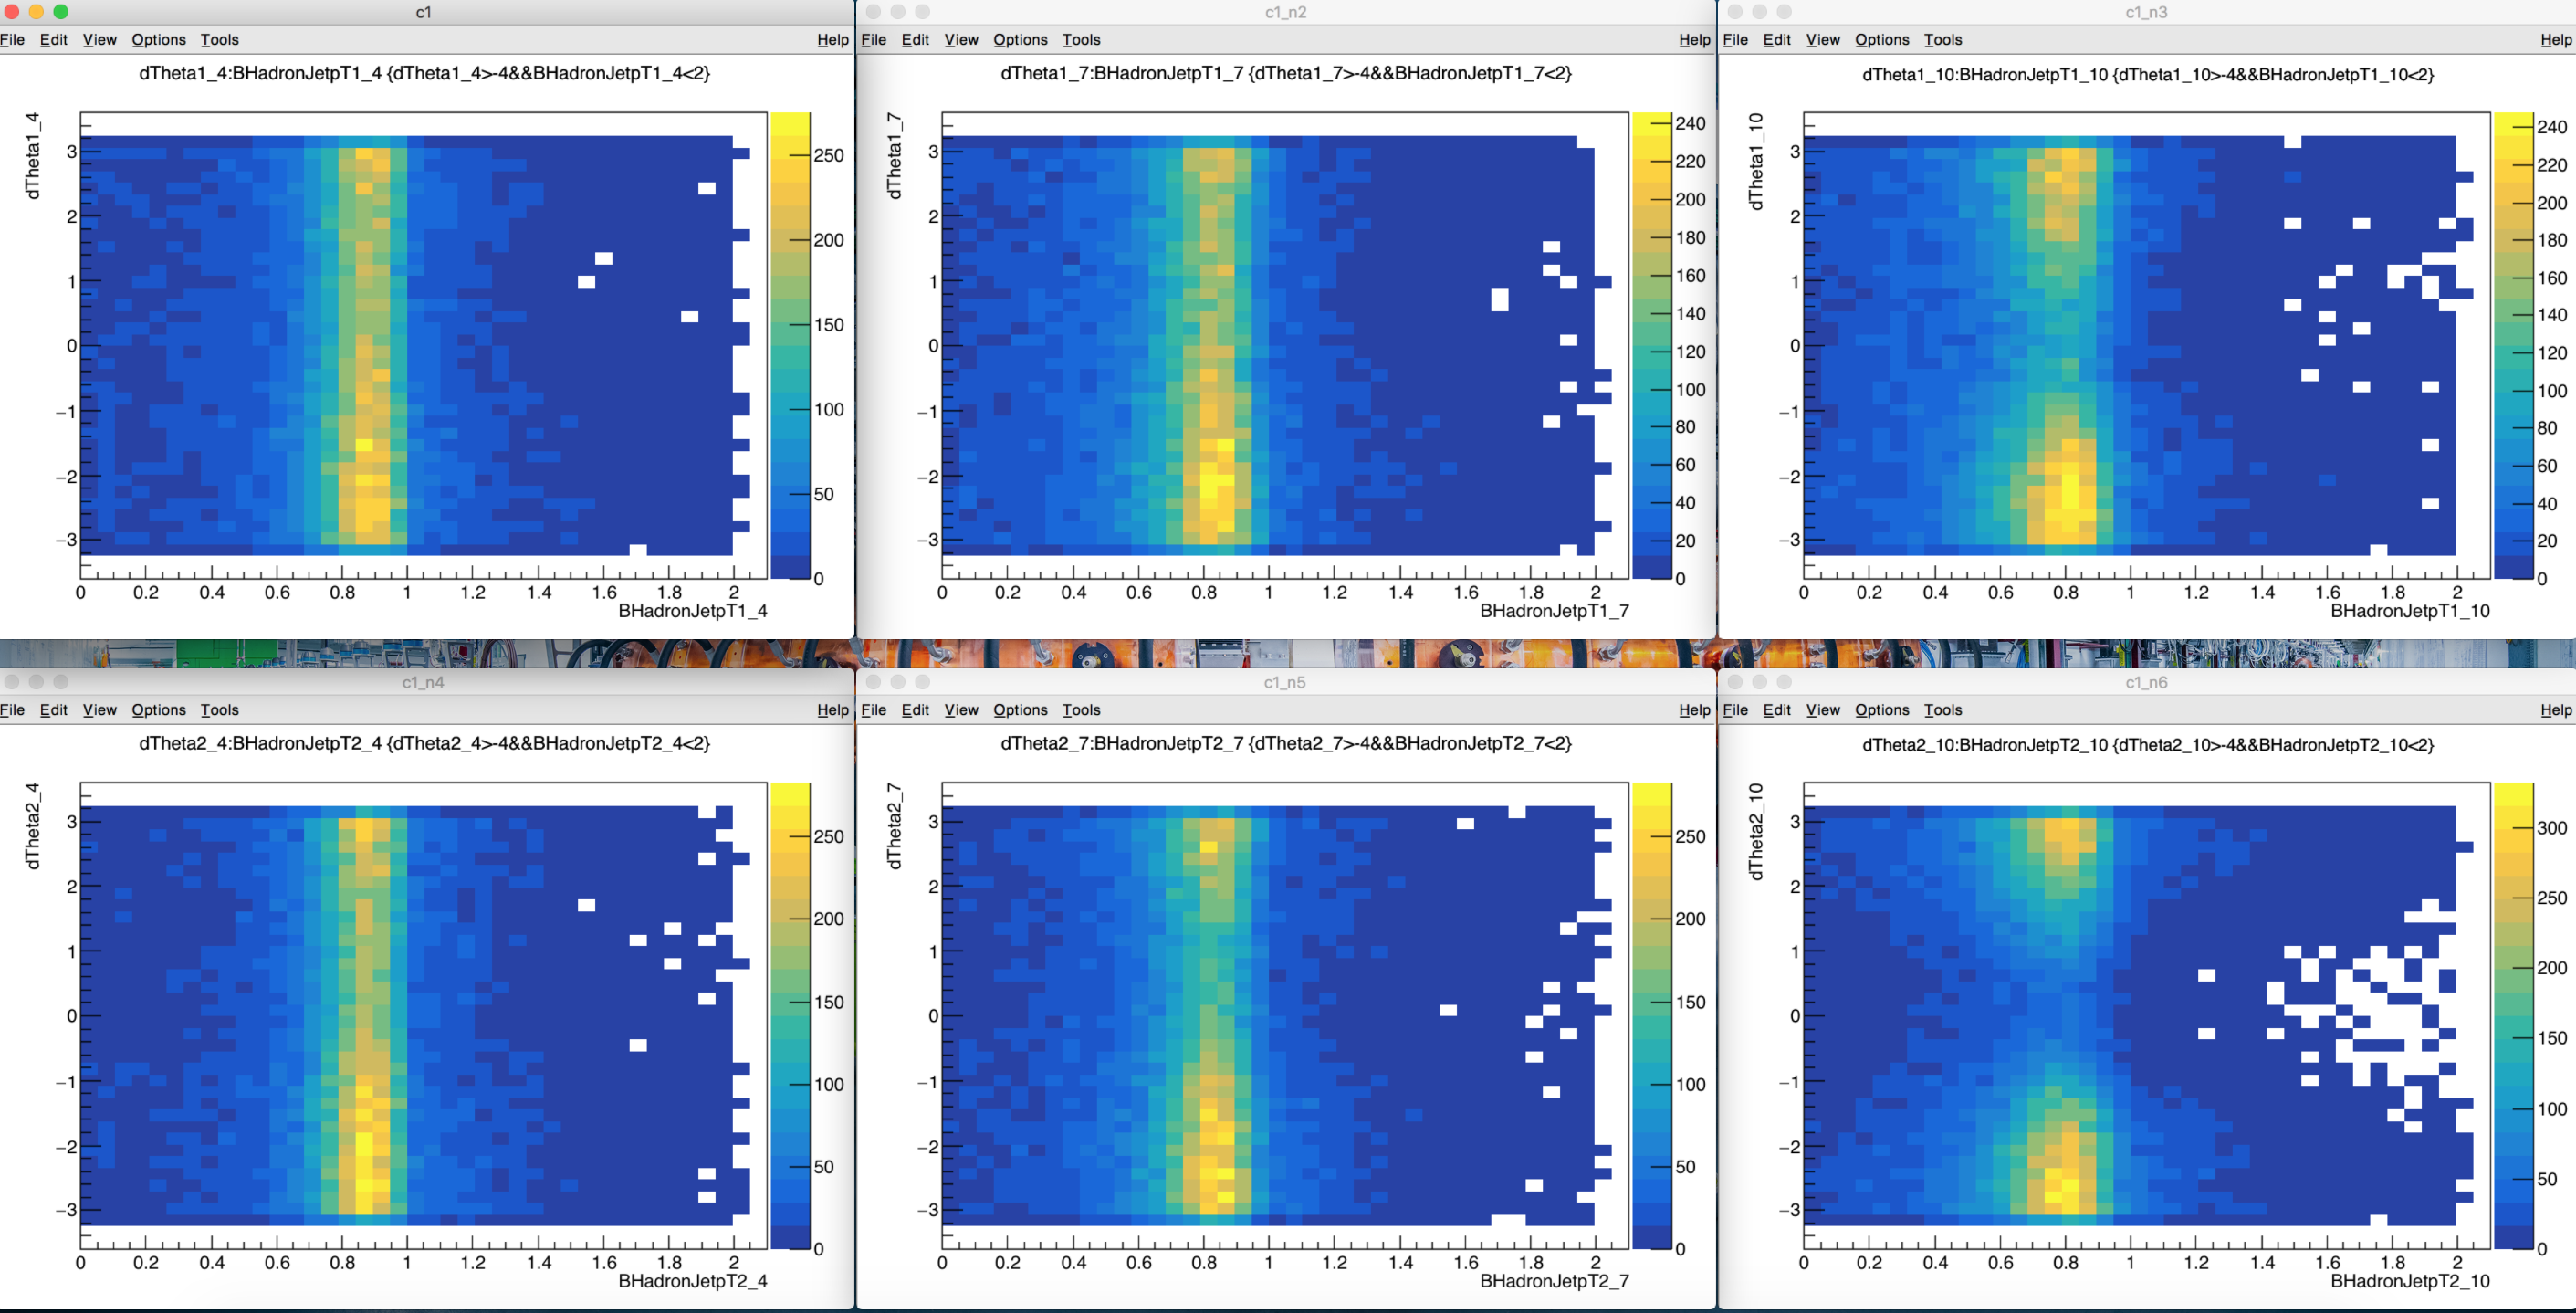 c1
File Edit View Options Tools Help
dTheta1_4:BHadronJetpT1_4 {dTheta1_4>-4&&BHadronJetpT1_4<2}
dTheta1_4
3
2
1
0
−1
−2
−3
0 0.2 0.4 0.6 0.8 1 1.2 1.4 1.6 1.8 2
BHadronJetpT1_4
250
200
150
100
50
0
c1_n2
File Edit View Options Tools Help
dTheta1_7:BHadronJetpT1_7 {dTheta1_7>-4&&BHadronJetpT1_7<2}
dTheta1_7
3
2
1
0
−1
−2
−3
0 0.2 0.4 0.6 0.8 1 1.2 1.4 1.6 1.8 2
BHadronJetpT1_7
240
220
200
180
160
140
120
100
80
60
40
20
0
c1_n3
File Edit View Options Tools Help
dTheta1_10:BHadronJetpT1_10 {dTheta1_10>-4&&BHadronJetpT1_10<2}
dTheta1_10
3
2
1
0
−1
−2
−3
0 0.2 0.4 0.6 0.8 1 1.2 1.4 1.6 1.8 2
BHadronJetpT1_10
240
220
200
180
160
140
120
100
80
60
40
20
0
c1_n4
File Edit View Options Tools Help
dTheta2_4:BHadronJetpT2_4 {dTheta2_4>-4&&BHadronJetpT2_4<2}
dTheta2_4
3
2
1
0
−1
−2
−3
0 0.2 0.4 0.6 0.8 1 1.2 1.4 1.6 1.8 2
BHadronJetpT2_4
250
200
150
100
50
0
c1_n5
File Edit View Options Tools Help
dTheta2_7:BHadronJetpT2_7 {dTheta2_7>-4&&BHadronJetpT2_7<2}
dTheta2_7
3
2
1
0
−1
−2
−3
0 0.2 0.4 0.6 0.8 1 1.2 1.4 1.6 1.8 2
BHadronJetpT2_7
250
200
150
100
50
0
c1_n6
File Edit View Options Tools Help
dTheta2_10:BHadronJetpT2_10 {dTheta2_10>-4&&BHadronJetpT2_10<2}
dTheta2_10
3
2
1
0
−1
−2
−3
0 0.2 0.4 0.6 0.8 1 1.2 1.4 1.6 1.8 2
BHadronJetpT2_10
300
250
200
150
100
50
0